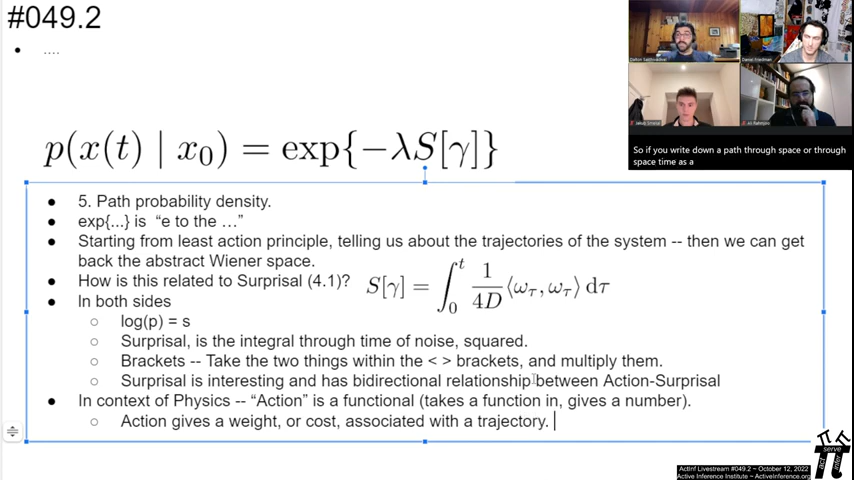 #049.2
• ....
p(x(t) | x₀) = exp{−λS[γ]}
• 5. Path probability density.
• exp{...} is “e to the ...”
• Starting from least action principle, telling us about the trajectories of the system -- then we can get
back the abstract Wiener space.
• How is this related to Surprisal (4.1)? S[γ] = ∫₀ᵗ 1/4D ⟨ω_τ, ω_τ⟩ dτ
• In both sides
○ log(p) = s
○ Surprisal, is the integral through time of noise, squared.
○ Brackets -- Take the two things within the < > brackets, and multiply them.
○ Surprisal is interesting and has bidirectional relationship between Action-Surprisal
• In context of Physics -- “Action” is a functional (takes a function in, gives a number).
○ Action gives a weight, or cost, associated with a trajectory.
Daniel Friedman
So if you write down a path through space or through
space time as a
serve
act
infer
ActInf Livestream #049.2 ~ October 12, 2022
Active Inference Institute ~ ActiveInference.org